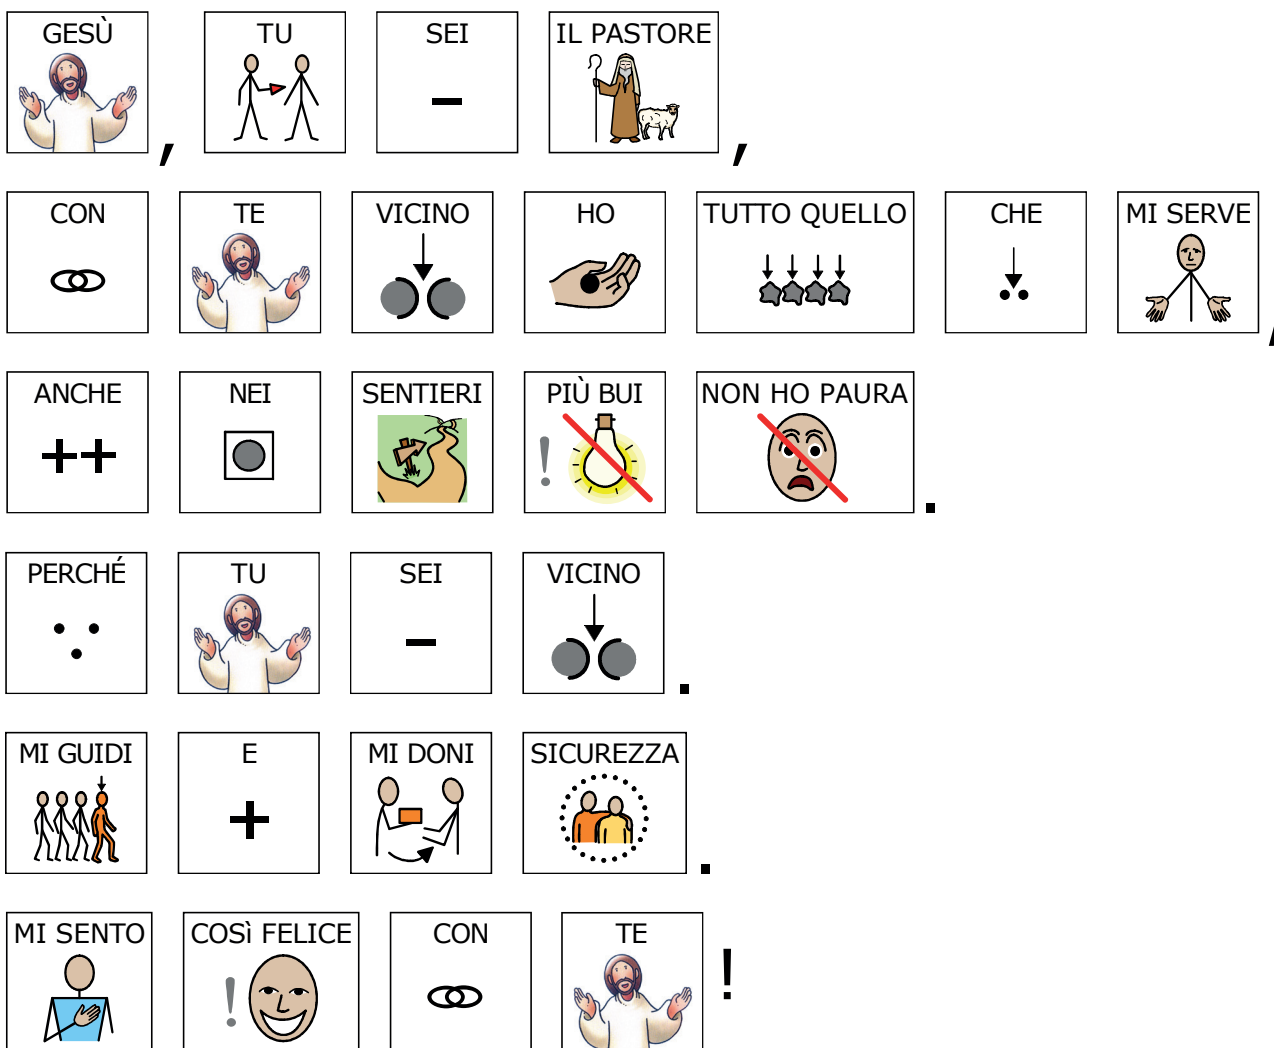 GESÙ, TU SEI IL PASTORE,
CON TE VICINO HO TUTTO QUELLO CHE MI SERVE,
ANCHE NEI SENTIERI PIÙ BUI NON HO PAURA.
PERCHÉ TU SEI VICINO.
MI GUIDI E MI DONI SICUREZZA.
MI SENTO COSì FELICE CON TE!